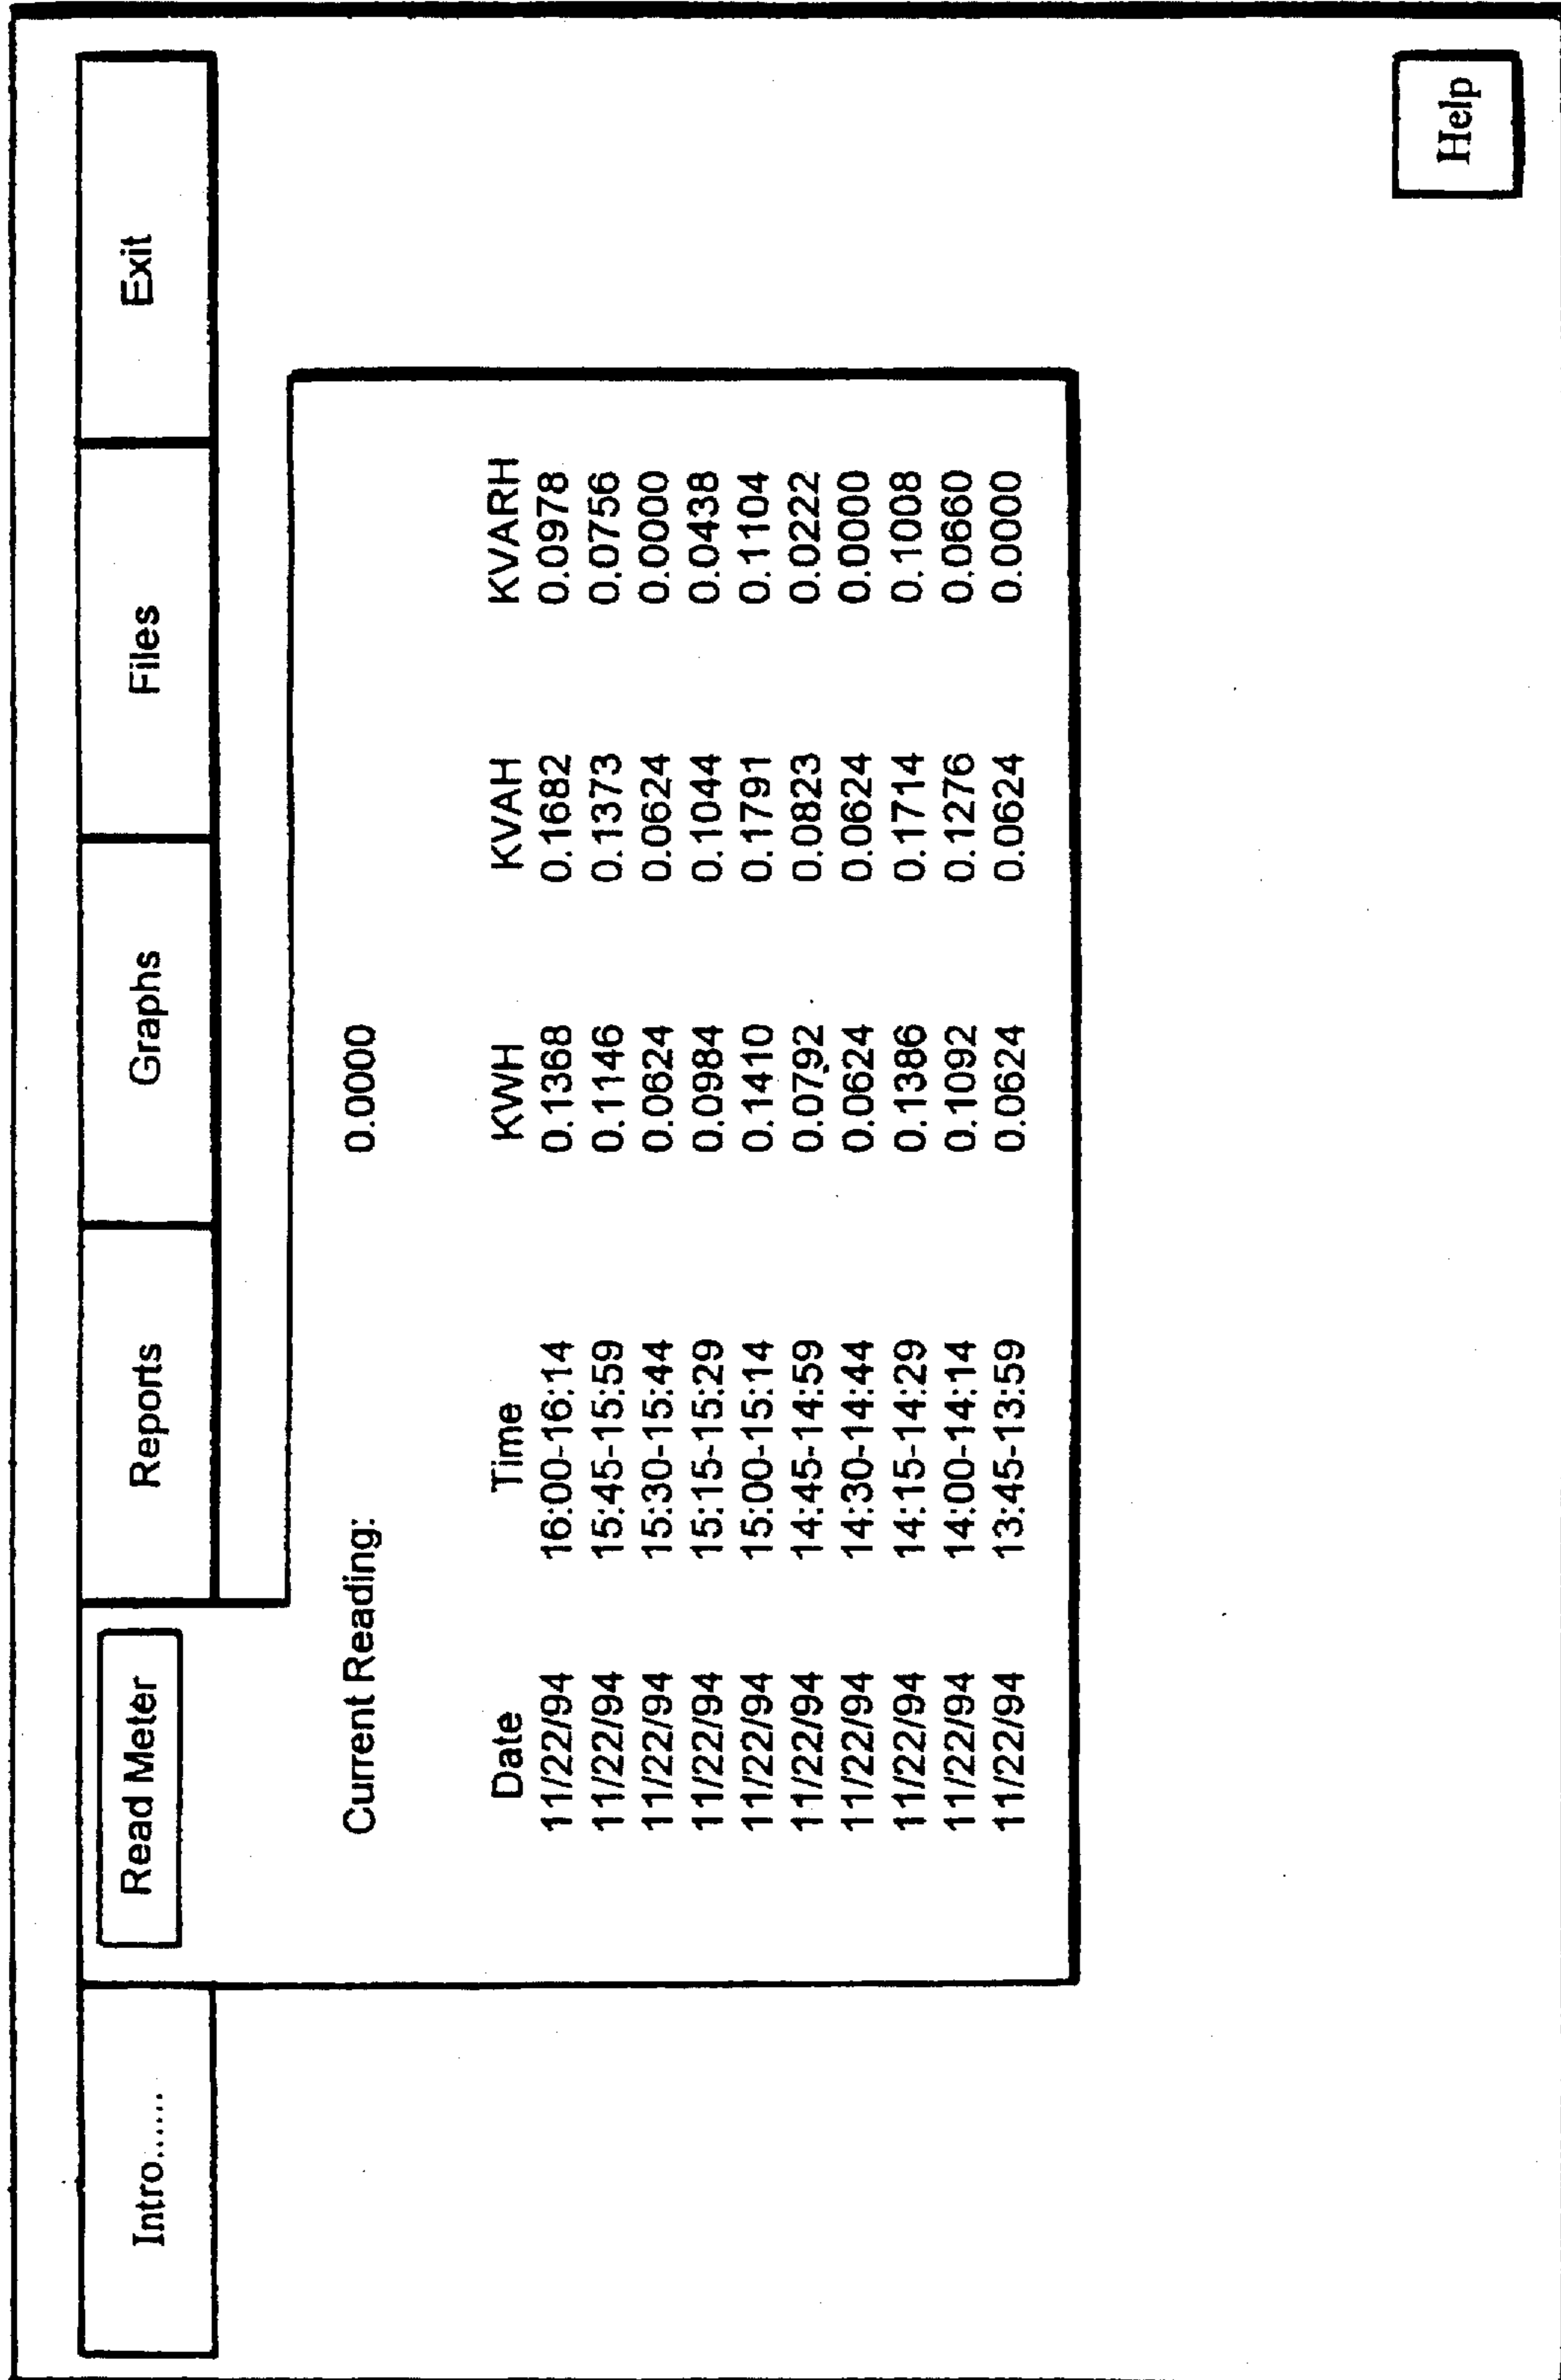 Intro...... Read Meter Reports Graphs Files Exit
Current Reading: 0.0000
Date Time KWH KVAH KVARH
11/22/94 16:00-16:14 0.1368 0.1682 0.0978
11/22/94 15:45-15:59 0.1146 0.1373 0.0756
11/22/94 15:30-15:44 0.0624 0.0624 0.0000
11/22/94 15:15-15:29 0.0984 0.1044 0.0438
11/22/94 15:00-15:14 0.1410 0.1791 0.1104
11/22/94 14:45-14:59 0.0792 0.0823 0.0222
11/22/94 14:30-14:44 0.0624 0.0624 0.0000
11/22/94 14:15-14:29 0.1386 0.1714 0.1008
11/22/94 14:00-14:14 0.1092 0.1276 0.0660
11/22/94 13:45-13:59 0.0624 0.0624 0.0000
Help